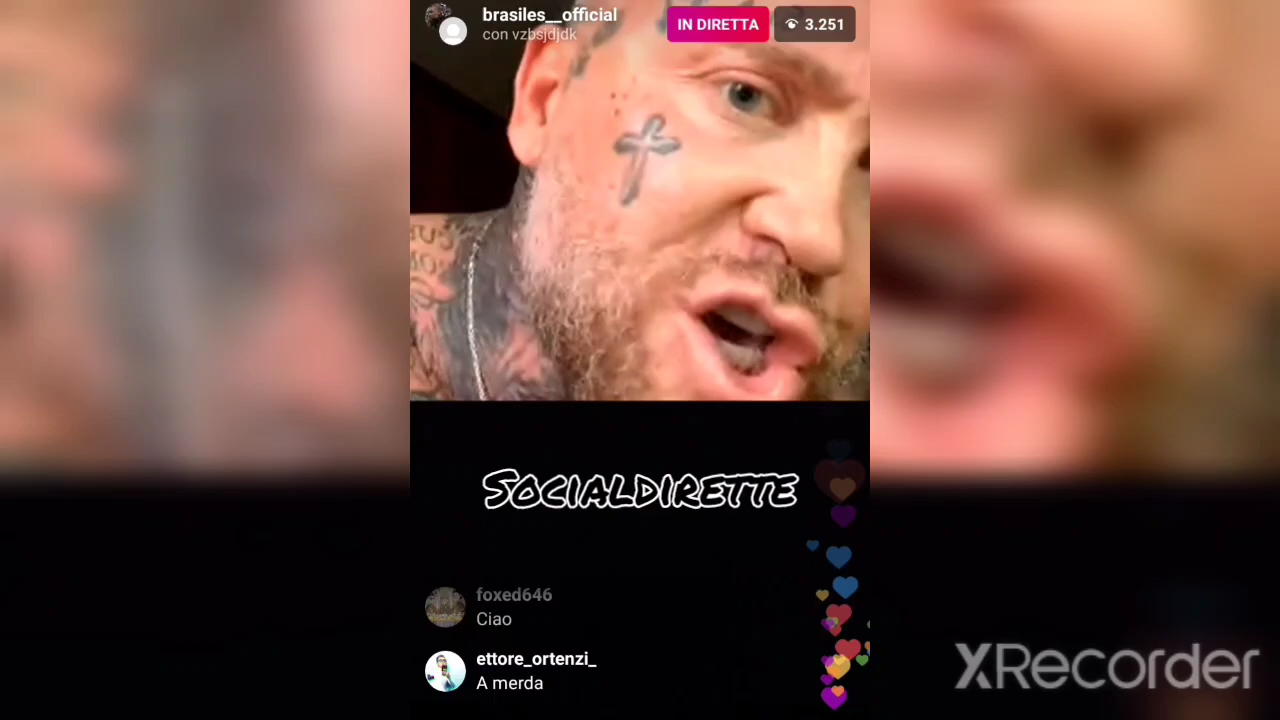 brasiles__official
con vzbsjdjdk
IN DIRETTA
3.251
SOCIALDIRETTE
foxed646
Ciao
ettore_ortenzi_
A merda
XRecorder